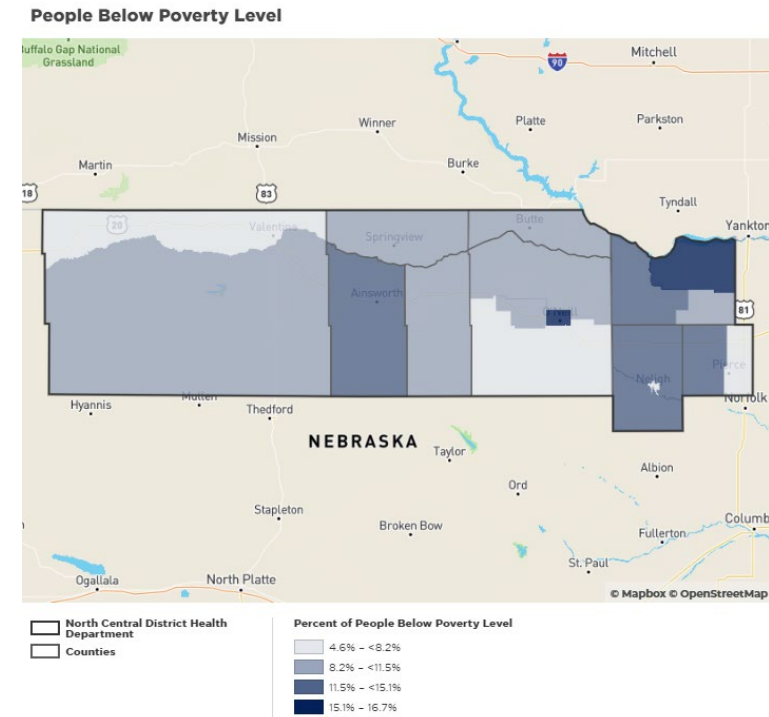 People Below Poverty Level
Buffalo Gap National
Grassland
90
Mitchell
Winner
Platte
Parkston
Mission
Martin
Burke
18
83
Tyndall
20
Valentine
Butte
Yankton
Springview
Ainsworth
O'Neill
81
Neligh
Pierce
Hyannis
Mullen
Thedford
Norfolk
NEBRASKA
Taylor
Albion
Ord
Stapleton
Broken Bow
Columb
Fullerton
St. Paul
Ogallala
North Platte
© Mapbox © OpenStreetMap
North Central District Health
Department
Counties
Percent of People Below Poverty Level
4.6% - <8.2%
8.2% - <11.5%
11.5% - <15.1%
15.1% - 16.7%